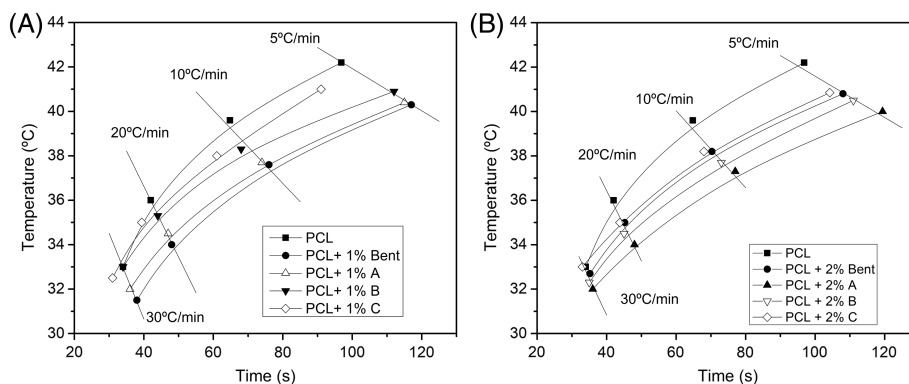 (A)
44
42
40
38
36
34
32
30
Temperature (ºC)
20
40
60
80
100
120
Time (s)
5ºC/min
10ºC/min
20ºC/min
30ºC/min
PCL
PCL+ 1% Bent
PCL+ 1% A
PCL+ 1% B
PCL+ 1% C
(B)
44
42
40
38
36
34
32
30
Temperature (ºC)
20
40
60
80
100
120
Time (s)
5ºC/min
10ºC/min
20ºC/min
30ºC/min
PCL
PCL + 2% Bent
PCL + 2% A
PCL + 2% B
PCL + 2% C